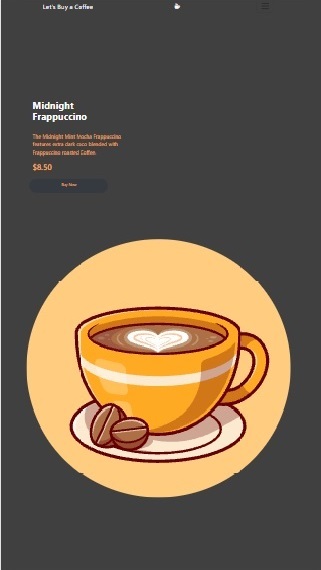 Let's Buy a Coffee
Midnight
Frappuccino
The Midnight Mint Mocha Frappuccino
features extra dark coco blended with
Frappuccino roasted Coffee.
$8.50
Buy Now